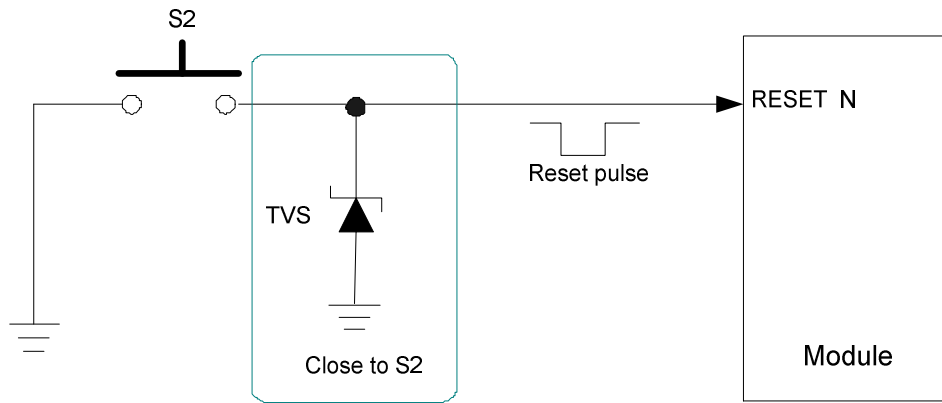 S2
RESET N
Reset pulse
TVS
Close to S2
Module